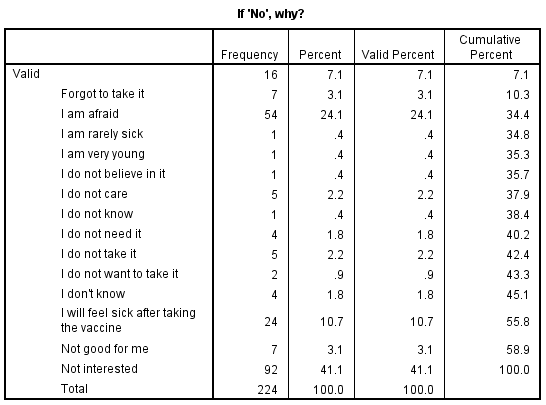 If 'No', why?
Frequency Percent Valid Percent Cumulative Percent
Valid 16 7.1 7.1 7.1
Forgot to take it 7 3.1 3.1 10.3
I am afraid 54 24.1 24.1 34.4
I am rarely sick 1 .4 .4 34.8
I am very young 1 .4 .4 35.3
I do not believe in it 1 .4 .4 35.7
I do not care 5 2.2 2.2 37.9
I do not know 1 .4 .4 38.4
I do not need it 4 1.8 1.8 40.2
I do not take it 5 2.2 2.2 42.4
I do not want to take it 2 .9 .9 43.3
I don't know 4 1.8 1.8 45.1
I will feel sick after taking
the vaccine 24 10.7 10.7 55.8
Not good for me 7 3.1 3.1 58.9
Not interested 92 41.1 41.1 100.0
Total 224 100.0 100.0